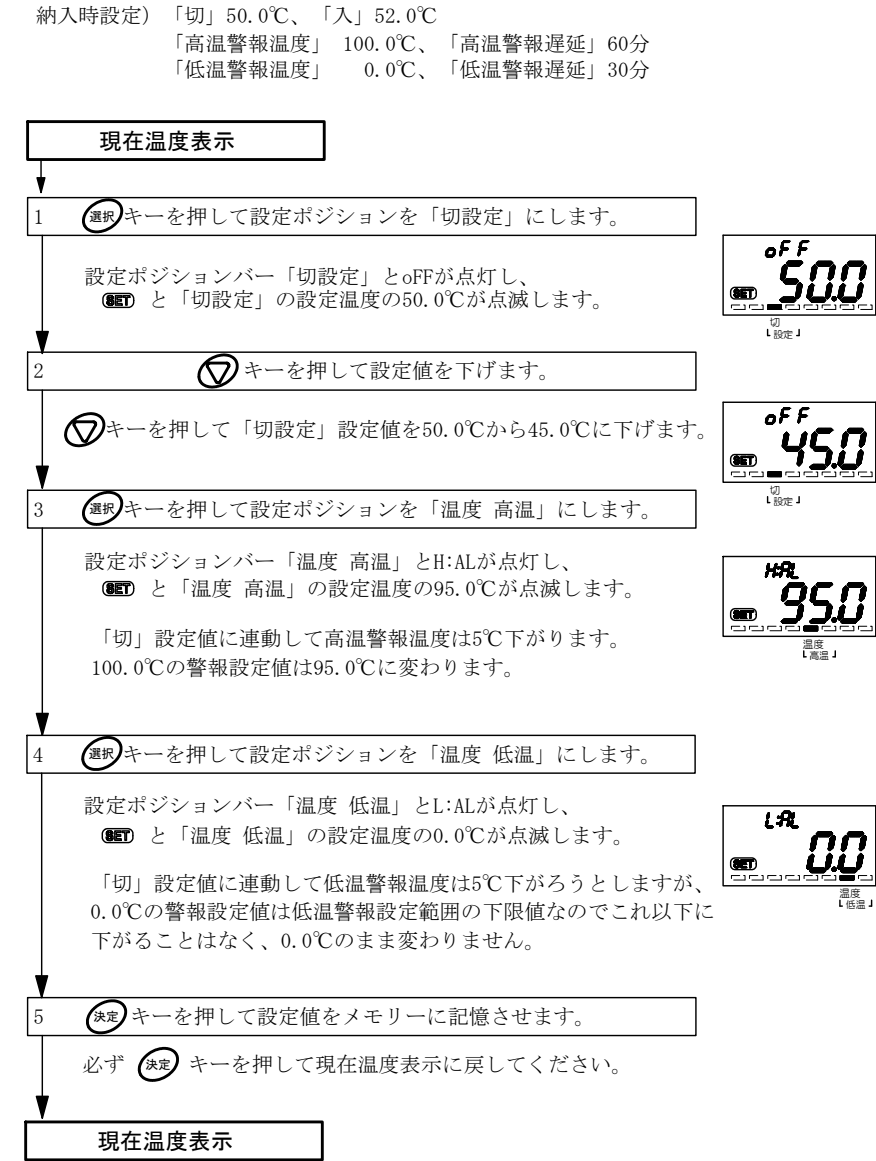 納入時設定）「切」50.0℃、「入」52.0℃
「高温警報温度」 100.0℃、「高温警報遅延」60分
「低温警報温度」 0.0℃、「低温警報遅延」30分
現在温度表示
1 選択キーを押して設定ポジションを「切設定」にします。
設定ポジションバー「切設定」とoFFが点灯し、
SET と「切設定」の設定温度の50.0℃が点滅します。
oFF
SET 50.0
切
設定
2 ▽キーを押して設定値を下げます。
▽キーを押して「切設定」設定値を50.0℃から45.0℃に下げます。
oFF
SET 45.0
切
設定
3 選択キーを押して設定ポジションを「温度 高温」にします。
設定ポジションバー「温度 高温」とH:ALが点灯し、
SET と「温度 高温」の設定温度の95.0℃が点滅します。
H:AL
SET 95.0
温度
高温
「切」設定値に連動して高温警報温度は5℃下がります。
100.0℃の警報設定値は95.0℃に変わります。
4 選択キーを押して設定ポジションを「温度 低温」にします。
設定ポジションバー「温度 低温」とL:ALが点灯し、
SET と「温度 低温」の設定温度の0.0℃が点滅します。
L:AL
SET 0.0
温度
低温
「切」設定値に連動して低温警報温度は5℃下がろうとしますが、
0.0℃の警報設定値は低温警報設定範囲の下限値なのでこれ以下に
下がることはなく、0.0℃のまま変わりません。
5 決定キーを押して設定値をメモリーに記憶させます。
必ず 決定 キーを押して現在温度表示に戻してください。
現在温度表示